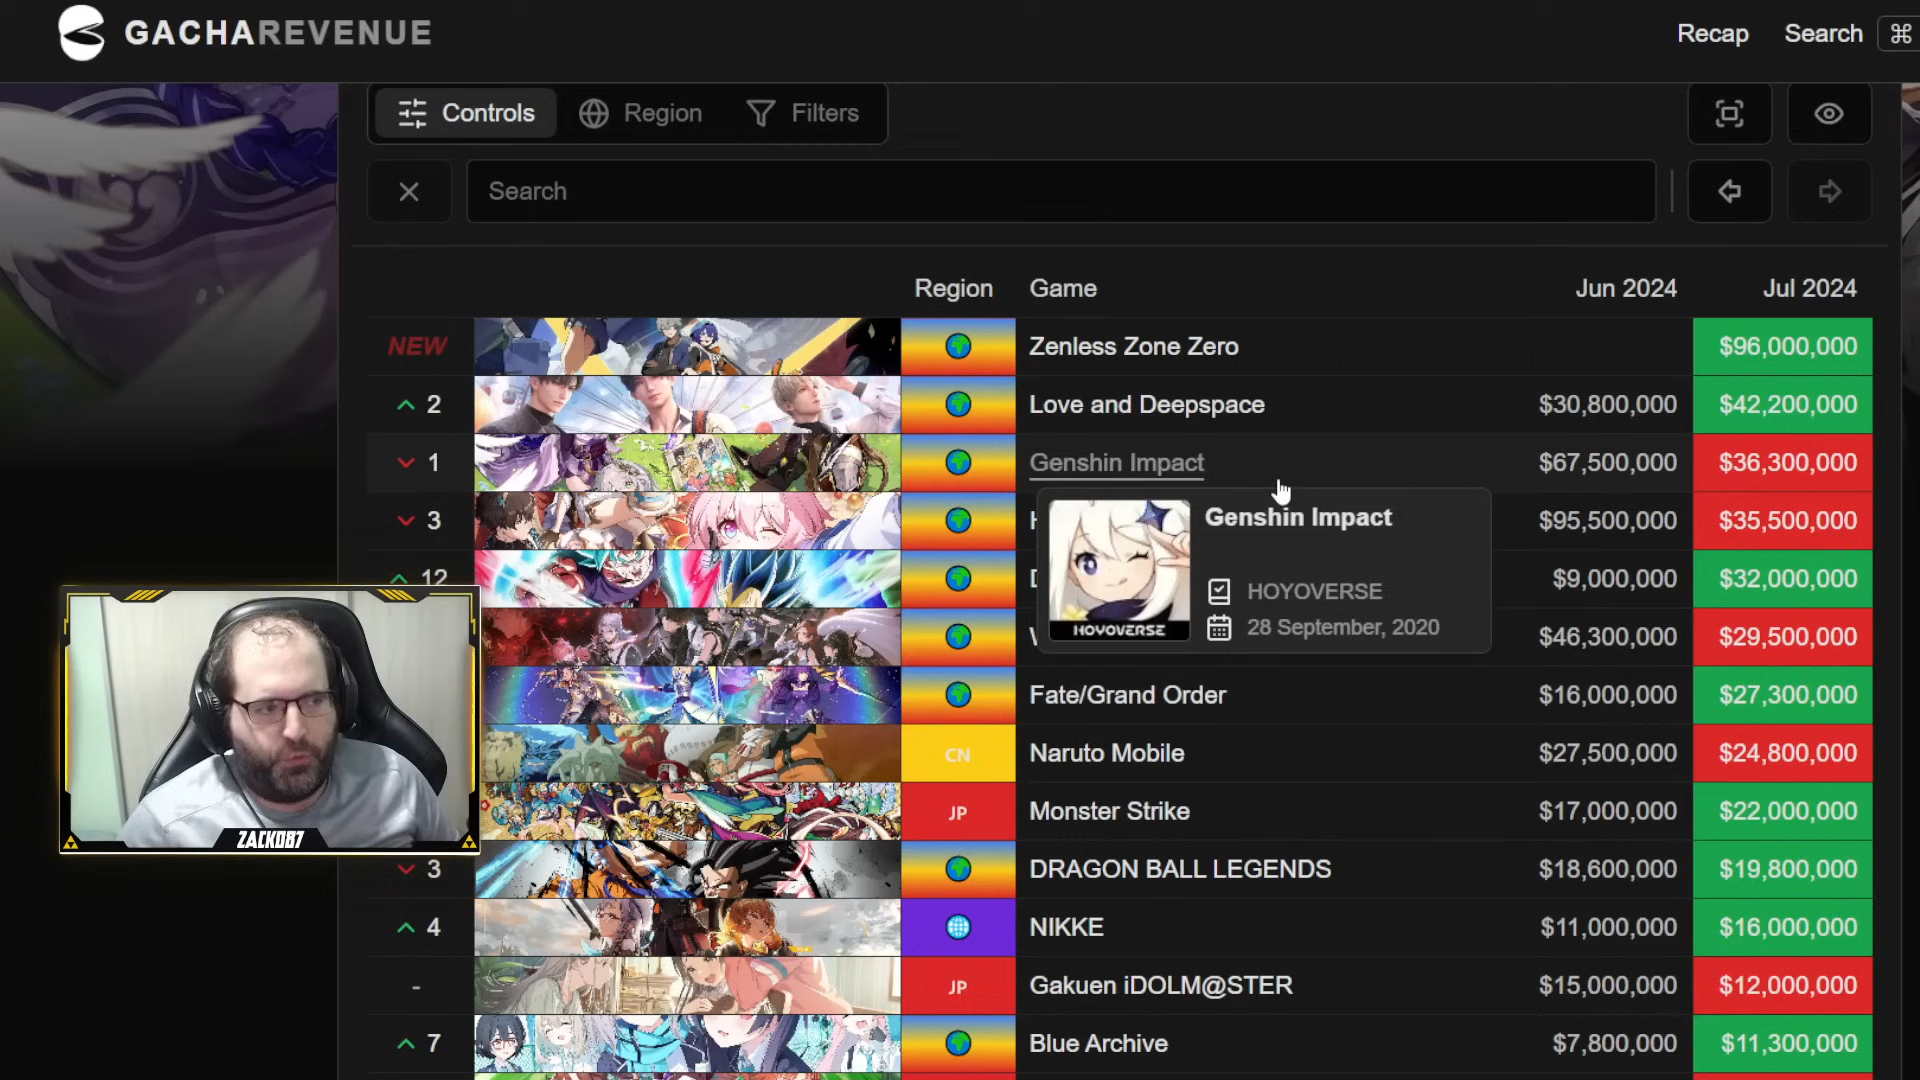 GACHAREVENUE
Recap Search ⌘
Controls Region Filters
Search
Region Game Jun 2024 Jul 2024
NEW Zenless Zone Zero $96,000,000
2 Love and Deepspace $30,800,000 $42,200,000
1 Genshin Impact $67,500,000 $36,300,000
3 H $95,500,000 $35,500,000
Genshin Impact
12 D $9,000,000 $32,000,000
HOYOVERSE
28 September, 2020
HOYOVERSE
W $46,300,000 $29,500,000
Fate/Grand Order $16,000,000 $27,300,000
CN Naruto Mobile $27,500,000 $24,800,000
JP Monster Strike $17,000,000 $22,000,000
ZACK087
3 DRAGON BALL LEGENDS $18,600,000 $19,800,000
4 NIKKE $11,000,000 $16,000,000
- JP Gakuen iDOLM@STER $15,000,000 $12,000,000
7 Blue Archive $7,800,000 $11,300,000